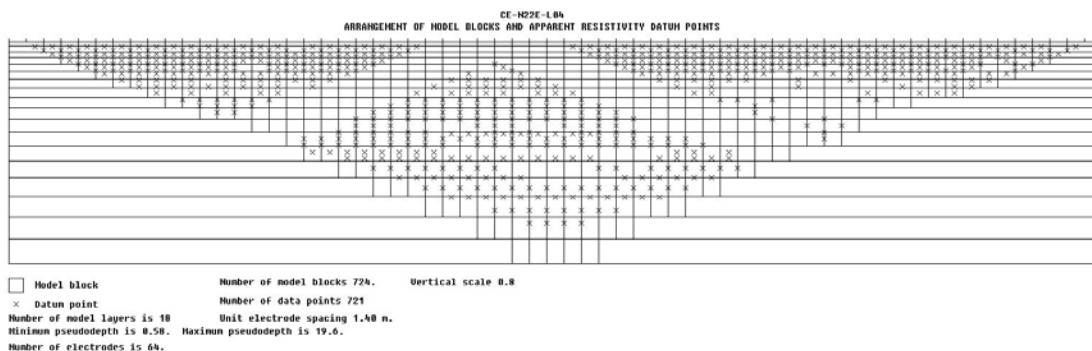 CE-N22E-L04
ARRANGEMENT OF MODEL BLOCKS AND APPARENT RESISTIVITY DATUM POINTS
Model block
Number of model blocks 724. Vertical scale 0.8
Datum point
Number of data points 721
Number of model layers is 18
Unit electrode spacing 1.40 m.
Minimum pseudodepth is 0.58. Maximum pseudodepth is 19.6.
Number of electrodes is 64.